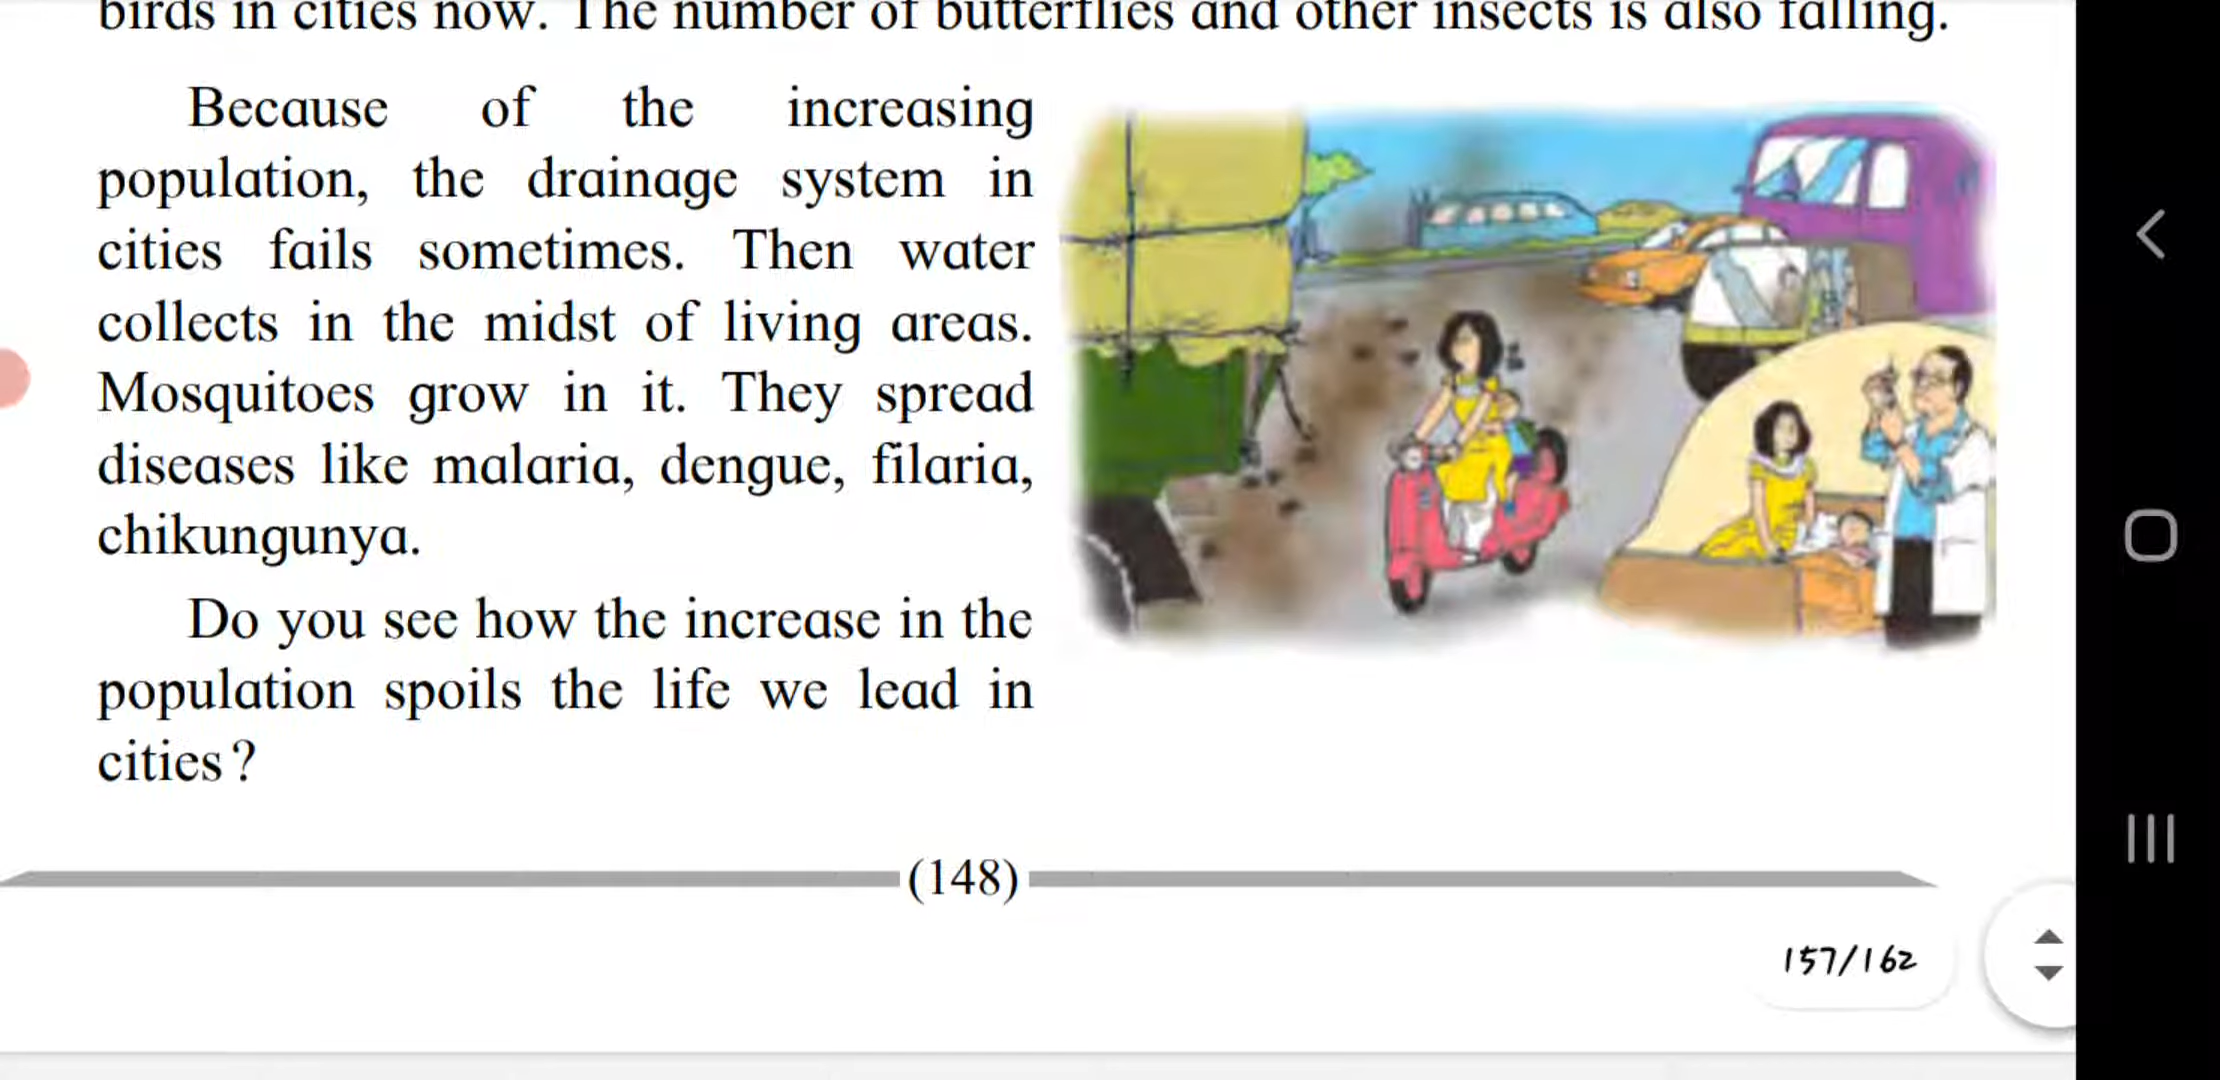 birds in cities now. The number of butterflies and other insects is also falling.
Because of the increasing
population, the drainage system in
cities fails sometimes. Then water
collects in the midst of living areas.
Mosquitoes grow in it. They spread
diseases like malaria, dengue, filaria,
chikungunya.
Do you see how the increase in the
population spoils the life we lead in
cities?
(148)
157/162